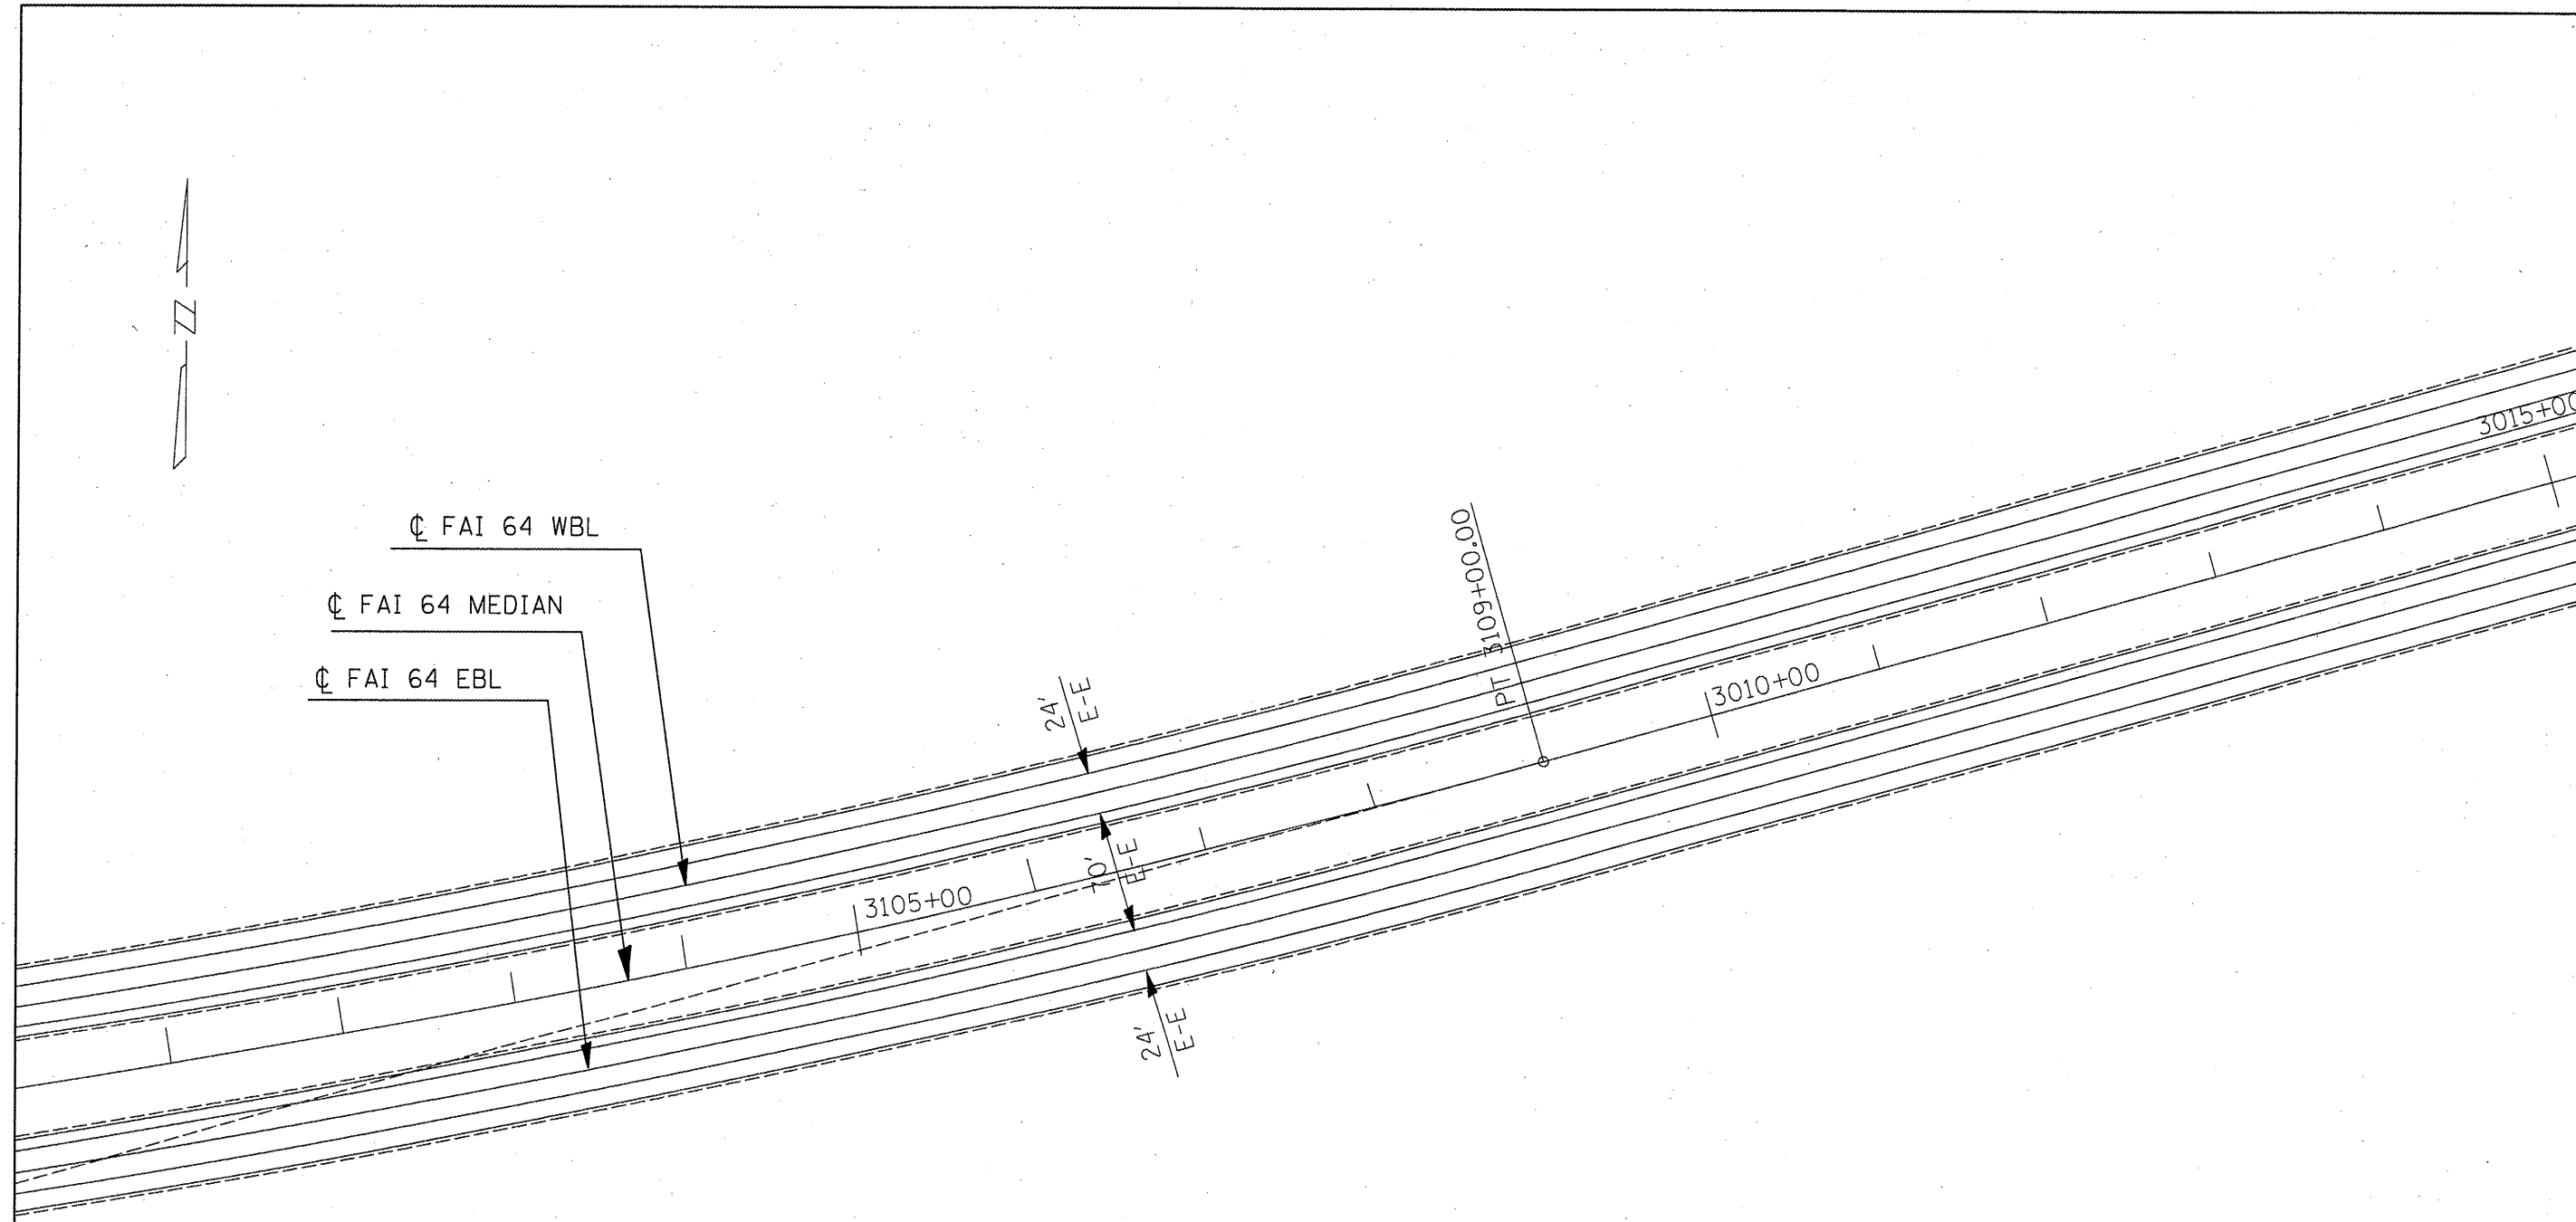 N
℄ FAI 64 WBL
℄ FAI 64 MEDIAN
℄ FAI 64 EBL
24'
E-E
70'
E-E
24'
E-E
3105+00
PT 3109+00.00
3010+00
3015+00